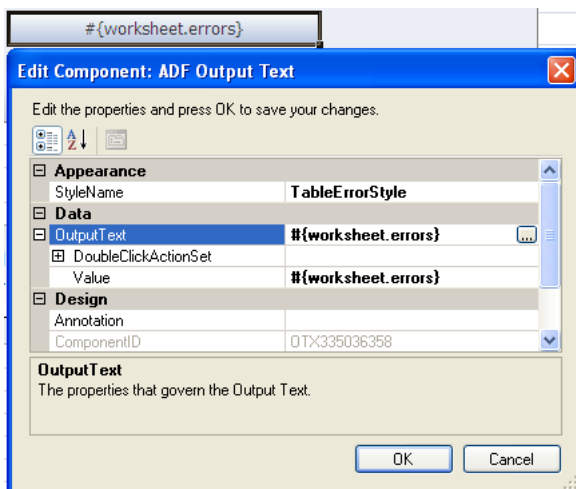 #{worksheet.errors}
Edit Component: ADF Output Text
Edit the properties and press OK to save your changes.
Appearance
StyleName TableErrorStyle
Data
OutputText #{worksheet.errors} ...
DoubleClickActionSet
Value #{worksheet.errors}
Design
Annotation
ComponentID OTX335036358
OutputText
The properties that govern the Output Text.
OK Cancel